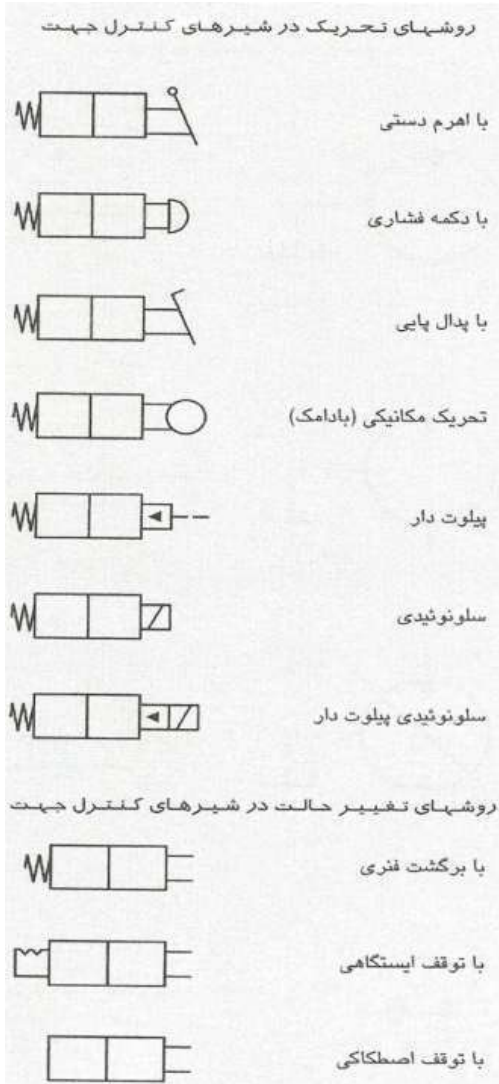 روشهای تحریک در شیرهای کنترل جهت
با اهرم دستی
با دکمه فشاری
با پدال پایی
تحریک مکانیکی (بادامک)
پیلوت دار
سلونوئیدی
سلونوئیدی پیلوت دار
روشهای تغییر حالت در شیرهای کنترل جهت
با برگشت فنری
با توقف ایستگاهی
با توقف اصطکاکی